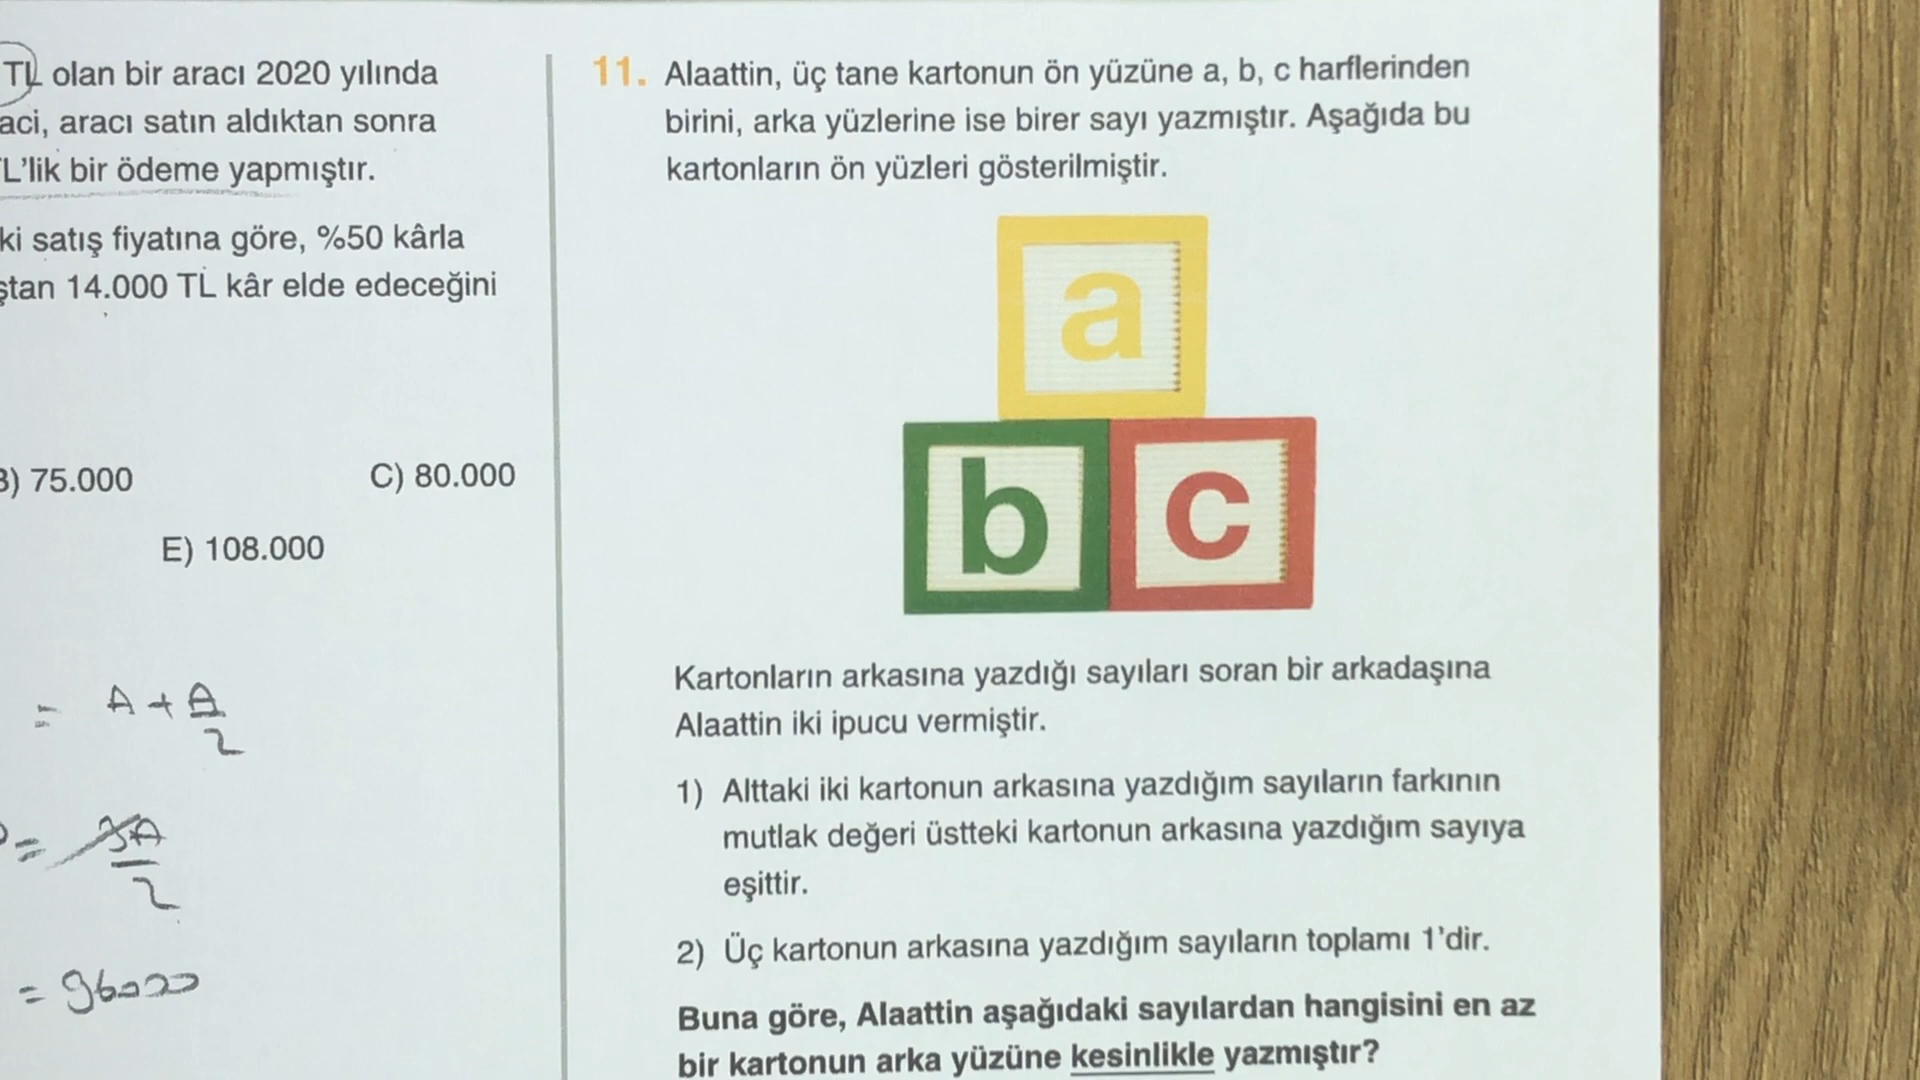 TL olan bir aracı 2020 yılında
aci, aracı satın aldıktan sonra
L'lik bir ödeme yapmıştır.
ki satış fiyatına göre, %50 kârla
ştan 14.000 TL kâr elde edeceğini
B) 75.000
C) 80.000
E) 108.000
= A + A
2
= 3A
2
= 96000
11. Alaattin, üç tane kartonun ön yüzüne a, b, c harflerinden
birini, arka yüzlerine ise birer sayı yazmıştır. Aşağıda bu
kartonların ön yüzleri gösterilmiştir.
a
b c
Kartonların arkasına yazdığı sayıları soran bir arkadaşına
Alaattin iki ipucu vermiştir.
1) Alttaki iki kartonun arkasına yazdığım sayıların farkının
mutlak değeri üstteki kartonun arkasına yazdığım sayıya
eşittir.
2) Üç kartonun arkasına yazdığım sayıların toplamı 1'dir.
Buna göre, Alaattin aşağıdaki sayılardan hangisini en az
bir kartonun arka yüzüne kesinlikle yazmıştır?